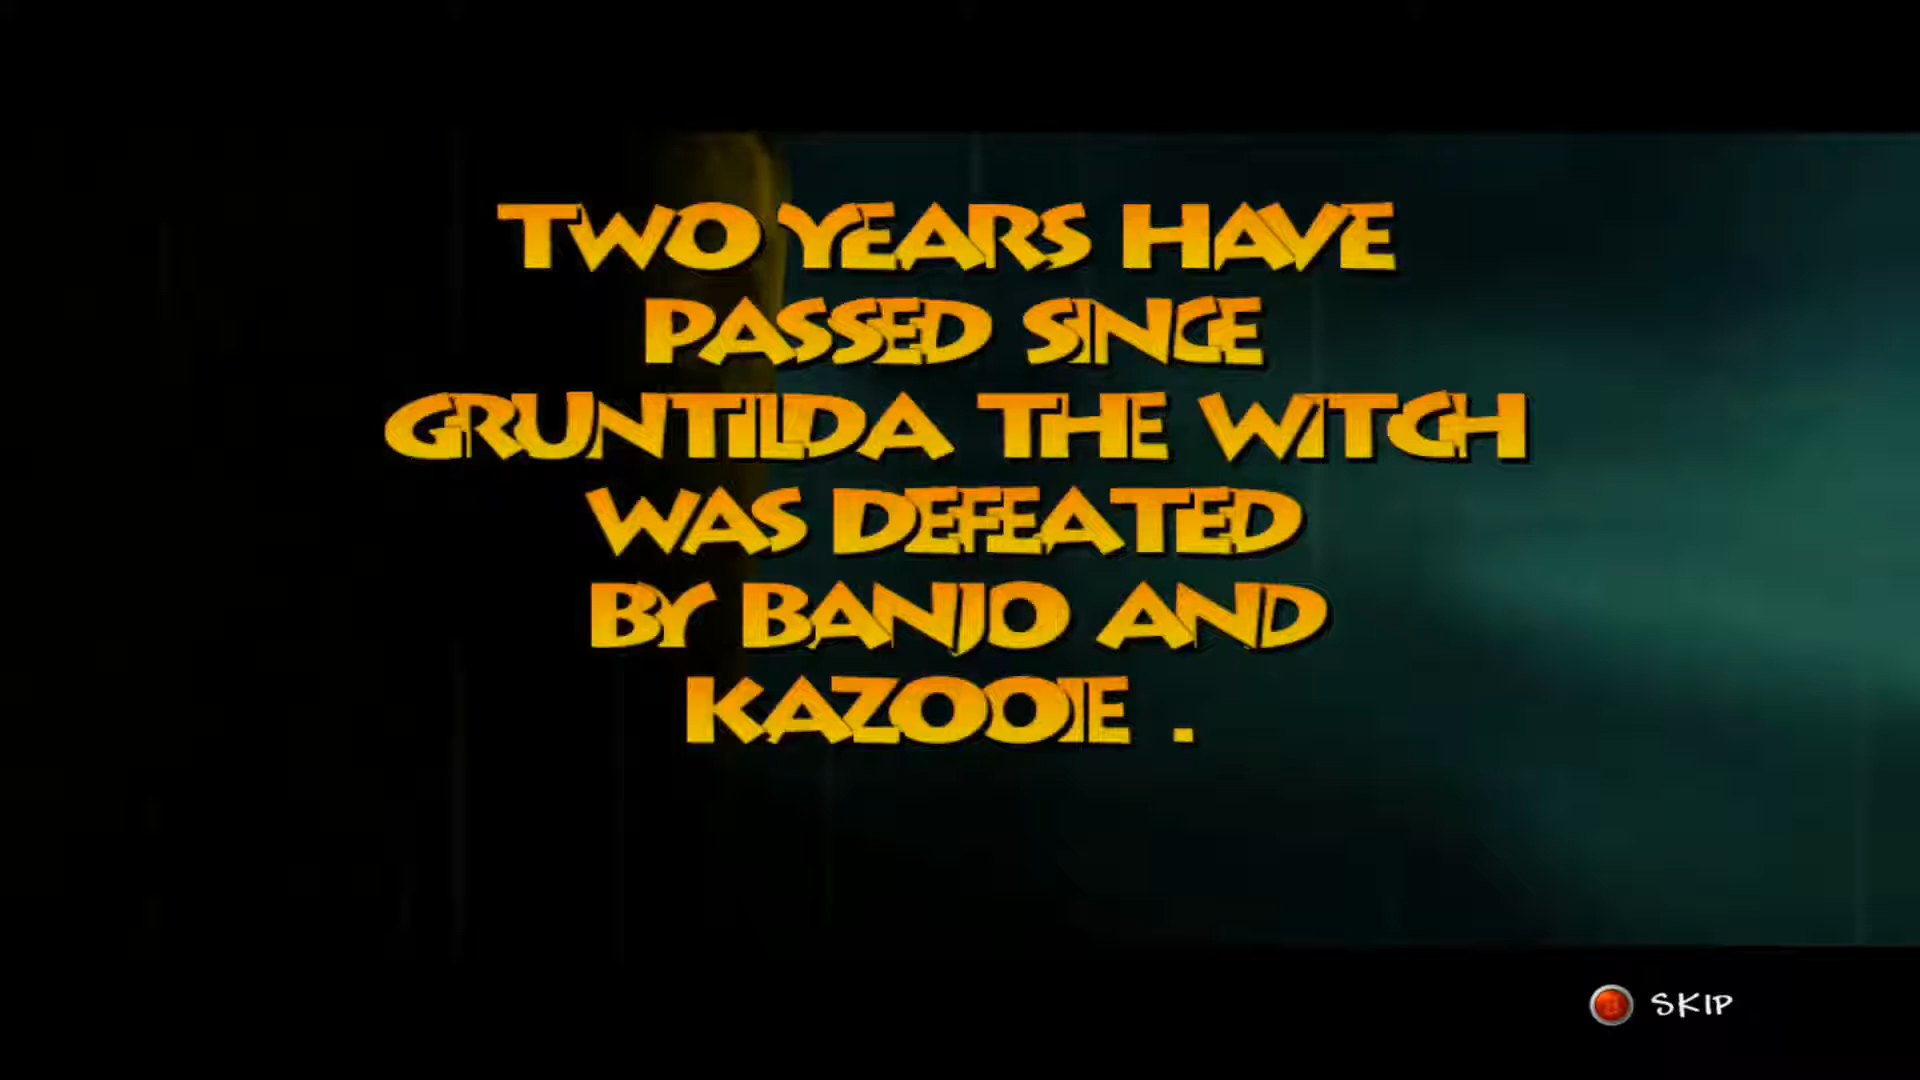 TWO YEARS HAVE
PASSED SINCE
GRUNTILDA THE WITCH
WAS DEFEATED
BY BANJO AND
KAZOOIE .
B SKIP